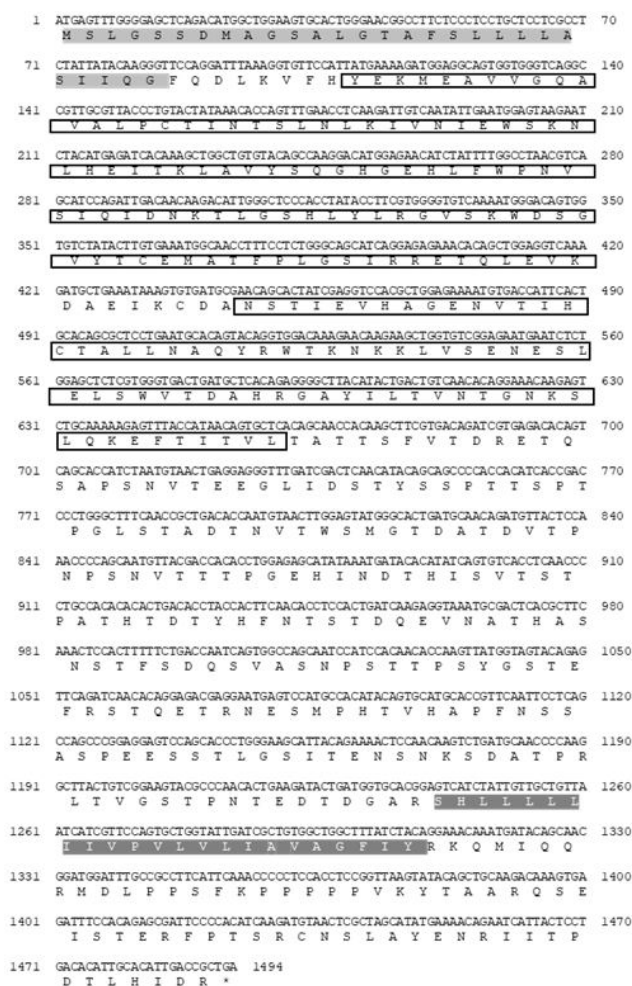 1 ATGAGTTTGGGGAGCTCAGACATGGCTGGAAGTGCACTGGGAACGGCCTTCTCCCTCCTGCTCCTCGCCT 70
M S L G S S D M A G S A L G T A F S L L L L A
71 CTATTATACAAGGGTTCCAGGATTTAAAGGTGTTCCATTATGAAAAGATGGAGGCAGTGGTGGGTCAGGC 140
S I I Q G F Q D L K V F H Y E K M E A V V G Q A
141 CGTTGCGTTACCCTGTACTATAAACACCAGTTTGAACCTCAAGATTGTCAATATTGAATGGAGTAAGAAT 210
V A L P C T I N T S L N L K I V N I E W S K N
211 CTACATGAGATCACAAAGCTGGCTGTGTACAGCCAAGGACATGGAGAACATCTATTTTGGCCTAACGTCA 280
L H E I T K L A V Y S Q G H G E H L F W P N V
281 GCATCCAGATTGACAACAAGACATTGGGCTCCCACCTATACCTTCGTGGGGTGTCAAAATGGGACAGTGG 350
S I Q I D N K T L G S H L Y L R G V S K W D S G
351 TGTCTATACTTGTGAAATGGCAACCTTTCCTCTGGGCAGCATCAGGAGAGAAACACAGCTGGAGGTCAAA 420
V Y T C E M A T F P L G S I R R E T Q L E V K
421 GATGCTGAAATAAAGTGTGATGCGAACAGCACTATCGAGGTCCACGCTGGAGAAAATGTGACCATTCACT 490
D A E I K C D A N S T I E V H A G E N V T I H
491 GCACAGCGCTCCTGAATGCACAGTACAGGTGGACAAAGAACAAGAAGCTGGTGTCGGAGAATGAATCTCT 560
C T A L L N A Q Y R W T K N K K L V S E N E S L
561 GGAGCTCTCGTGGGTGACTGATGCTCACAGAGGGGCTTACATACTGACTGTCAACACAGGAAACAAGAGT 630
E L S W V T D A H R G A Y I L T V N T G N K S
631 CTGCAAAAAGAGTTTACCATAACAGTGCTCACAGCAACCACAAGCTTCGTGACAGATCGTGAGACACAGT 700
L Q K E F T I T V L T A T T S F V T D R E T Q
701 CAGCACCATCTAATGTAACTGAGGAGGGTTTGATCGACTCAACATACAGCAGCCCCACCACATCACCGAC 770
S A P S N V T E E G L I D S T Y S S P T T S P T
771 CCCTGGGCTTTCAACCGCTGACACCAATGTAACTTGGAGTATGGGCACTGATGCAACAGATGTTACTCCA 840
P G L S T A D T N V T W S M G T D A T D V T P
841 AACCCCAGCAATGTTACGACCACACCTGGAGAGCATATAAATGATACACATATCAGTGTCACCTCAACCC 910
N P S N V T T T P G E H I N D T H I S V T S T
911 CTGCCACACACACTGACACCTACCACTTCAACACCTCCACTGATCAAGAGGTAAATGCGACTCACGCTTC 980
P A T H T D T Y H F N T S T D Q E V N A T H A S
981 AAACTCCACTTTTTCTGACCAATCAGTGGCCAGCAATCCATCCACAACACCAAGTTATGGTAGTACAGAG 1050
N S T F S D Q S V A S N P S T T P S Y G S T E
1051 TTCAGATCAACACAGGAGACGAGGAATGAGTCCATGCCACATACAGTGCATGCACCGTTCAATTCCTCAG 1120
F R S T Q E T R N E S M P H T V H A P F N S S
1121 CCAGCCCGGAGGAGTCCAGCACCCTGGGAAGCATTACAGAAAACTCCAACAAGTCTGATGCAACCCCAAG 1190
A S P E E S S T L G S I T E N S N K S D A T P R
1191 GCTTACTGTCGGAAGTACGCCCAACACTGAAGATACTGATGGTGCACGGAGTCATCTATTGTTGCTGTTA 1260
L T V G S T P N T E D T D G A R S H L L L L L
1261 ATCATCGTTCCAGTGCTGGTATTGATCGCTGTGGCTGGCTTTATCTACAGGAAACAAATGATACAGCAAC 1330
I I V P V L V L I A V A G F I Y R K Q M I Q Q
1331 GGATGGATTTGCCGCCTTCATTCAAACCCCCTCCACCTCCGGTTAAGTATACAGCTGCAAGACAAAGTGA 1400
R M D L P P S F K P P P P P V K Y T A A R Q S E
1401 GATTTCCACAGAGCGATTCCCCACATCAAGATGTAACTCGCTAGCATATGAAAACAGAATCATTACTCCT 1470
I S T E R F P T S R C N S L A Y E N R I I T P
1471 GACACATTGCACATTGACCGCTGA 1494
D T L H I D R *